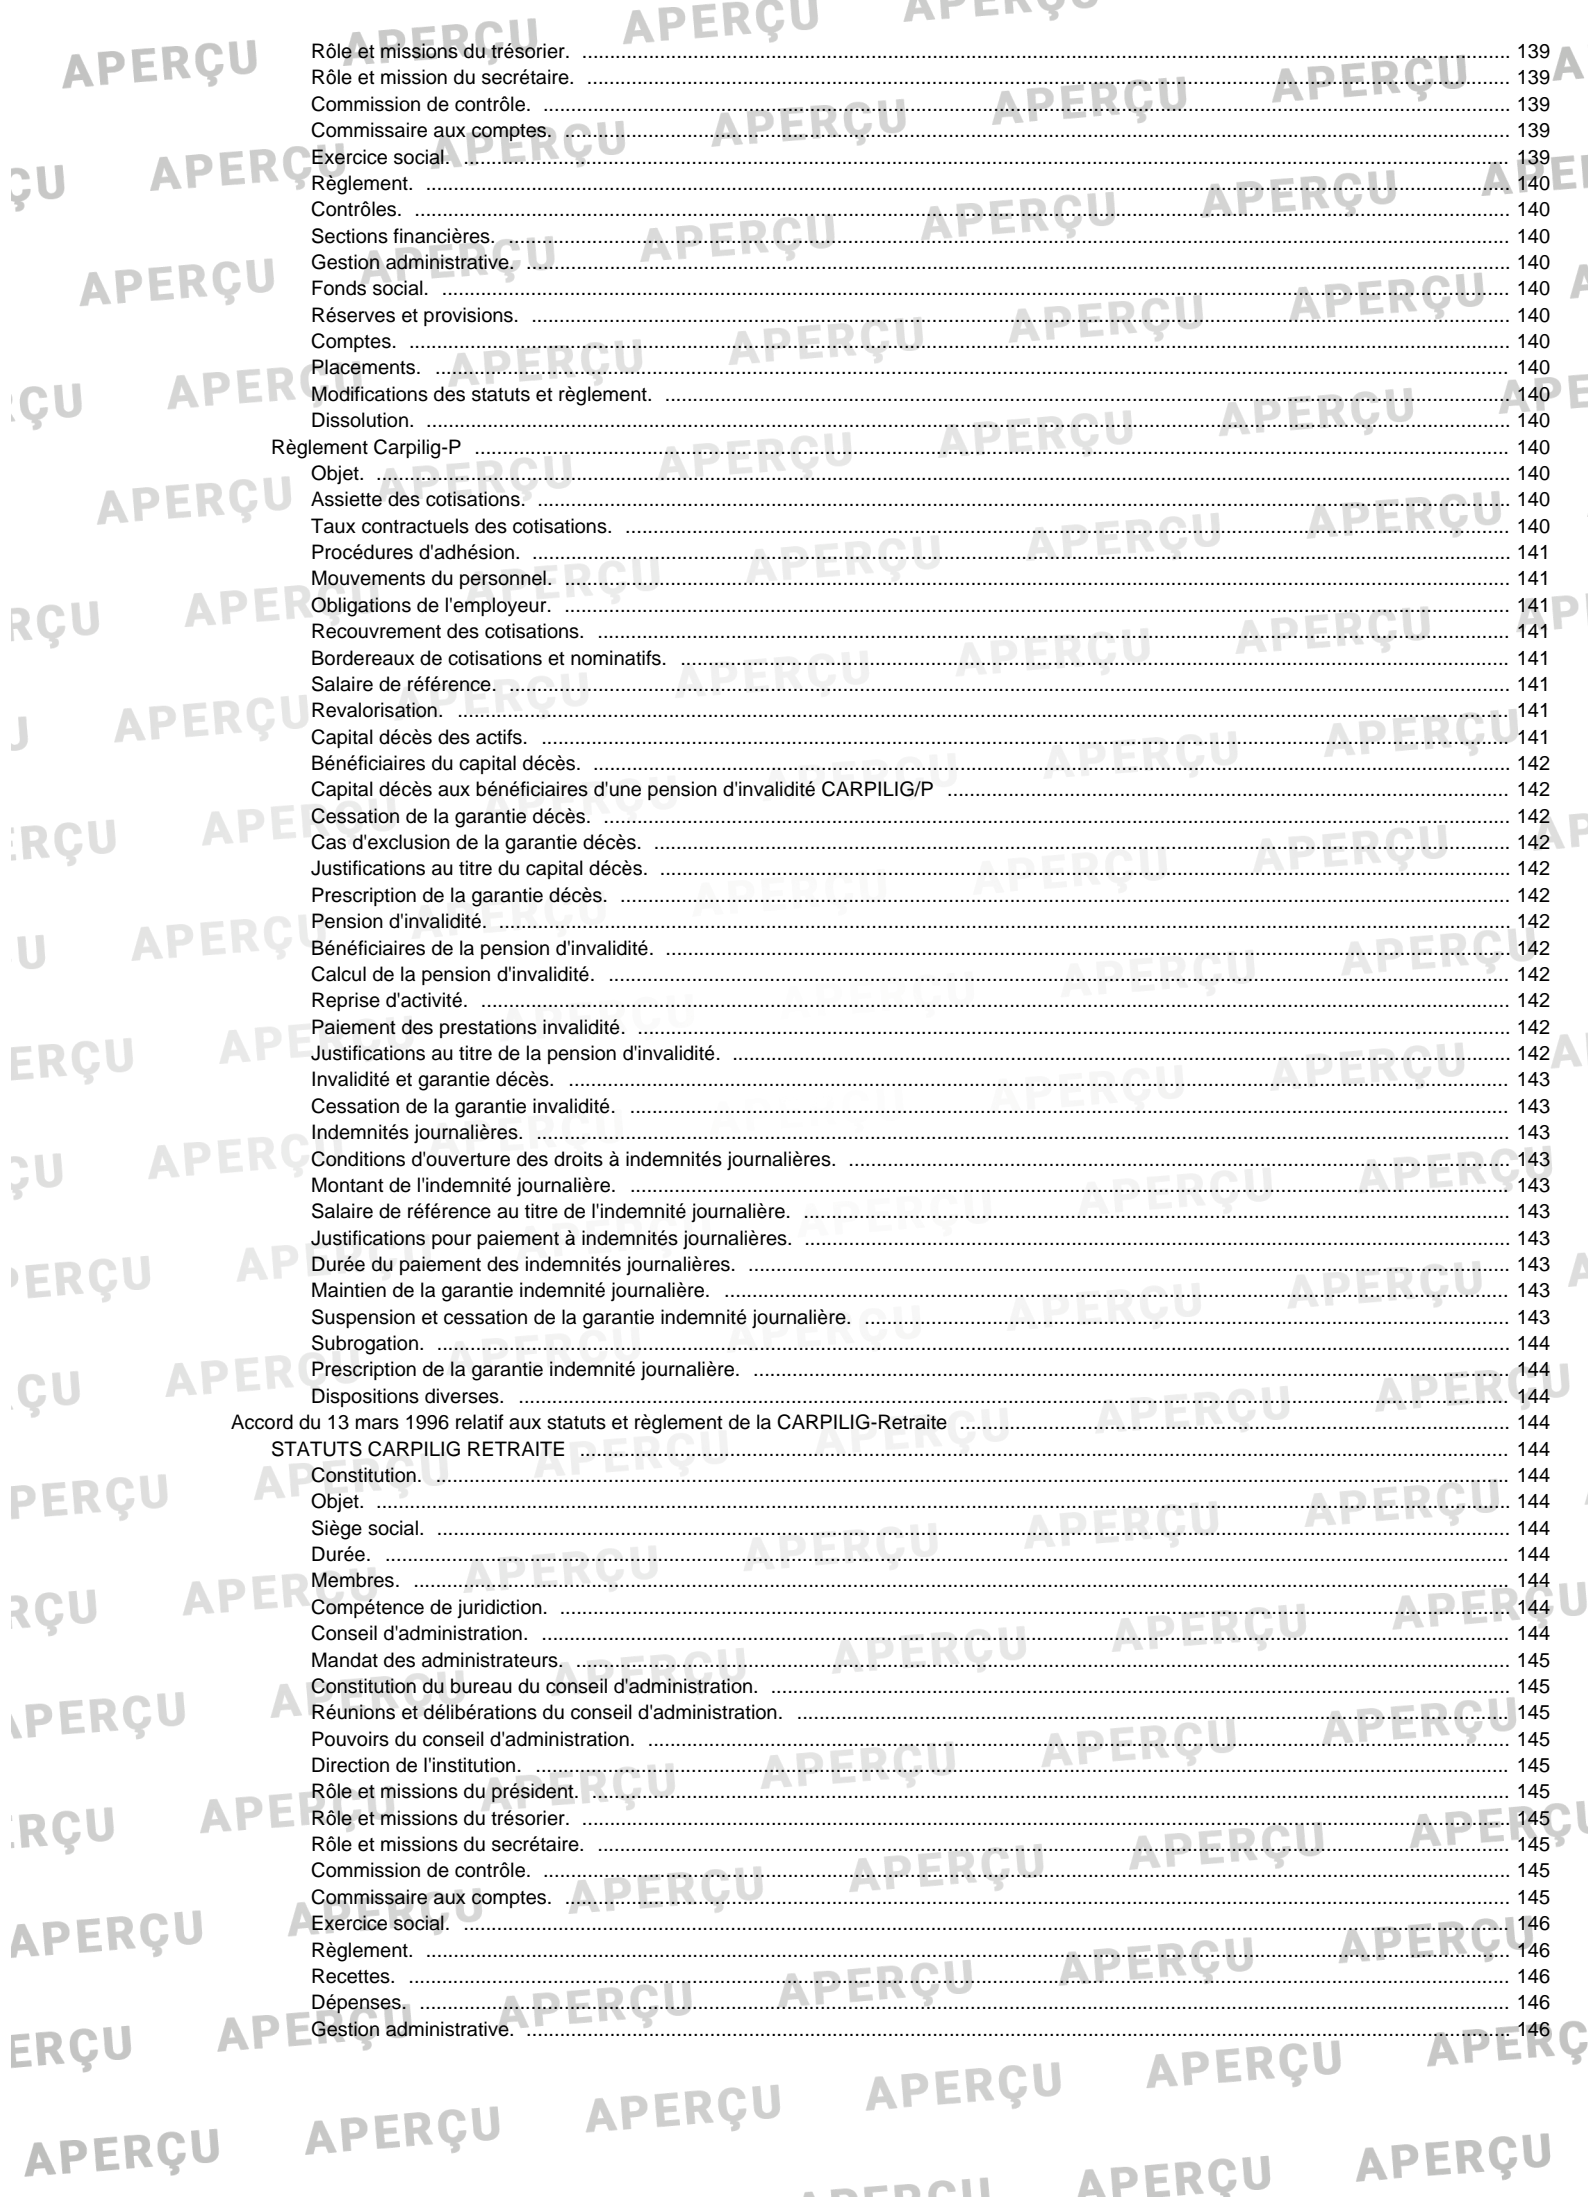 Rôle et missions du trésorier. 139
Rôle et mission du secrétaire. 139
Commission de contrôle. 139
Commissaire aux comptes. 139
Exercice social. 139
Règlement. 140
Contrôles. 140
Sections financières. 140
Gestion administrative. 140
Fonds social. 140
Réserves et provisions. 140
Comptes. 140
Placements. 140
Modifications des statuts et règlement. 140
Dissolution. 140
Règlement Carpilig-P 140
Objet. 140
Assiette des cotisations. 140
Taux contractuels des cotisations. 140
Procédures d'adhésion. 141
Mouvements du personnel. 141
Obligations de l'employeur. 141
Recouvrement des cotisations. 141
Bordereaux de cotisations et nominatifs. 141
Salaire de référence. 141
Revalorisation. 141
Capital décès des actifs. 141
Bénéficiaires du capital décès. 142
Capital décès aux bénéficiaires d'une pension d'invalidité CARPILIG/P 142
Cessation de la garantie décès. 142
Cas d'exclusion de la garantie décès. 142
Justifications au titre du capital décès. 142
Prescription de la garantie décès. 142
Pension d'invalidité. 142
Bénéficiaires de la pension d'invalidité. 142
Calcul de la pension d'invalidité. 142
Reprise d'activité. 142
Paiement des prestations invalidité. 142
Justifications au titre de la pension d'invalidité. 142
Invalidité et garantie décès. 143
Cessation de la garantie invalidité. 143
Indemnités journalières. 143
Conditions d'ouverture des droits à indemnités journalières. 143
Montant de l'indemnité journalière. 143
Salaire de référence au titre de l'indemnité journalière. 143
Justifications pour paiement à indemnités journalières. 143
Durée du paiement des indemnités journalières. 143
Maintien de la garantie indemnité journalière. 143
Suspension et cessation de la garantie indemnité journalière. 143
Subrogation. 144
Prescription de la garantie indemnité journalière. 144
Dispositions diverses. 144
Accord du 13 mars 1996 relatif aux statuts et règlement de la CARPILIG-Retraite 144
STATUTS CARPILIG RETRAITE 144
Constitution. 144
Objet. 144
Siège social. 144
Durée. 144
Membres. 144
Compétence de juridiction. 144
Conseil d'administration. 144
Mandat des administrateurs. 145
Constitution du bureau du conseil d'administration. 145
Réunions et délibérations du conseil d'administration. 145
Pouvoirs du conseil d'administration. 145
Direction de l'institution. 145
Rôle et missions du président. 145
Rôle et missions du trésorier. 145
Rôle et missions du secrétaire. 145
Commission de contrôle. 145
Commissaire aux comptes. 145
Exercice social. 146
Règlement. 146
Recettes. 146
Dépenses. 146
Gestion administrative. 146
APERÇU